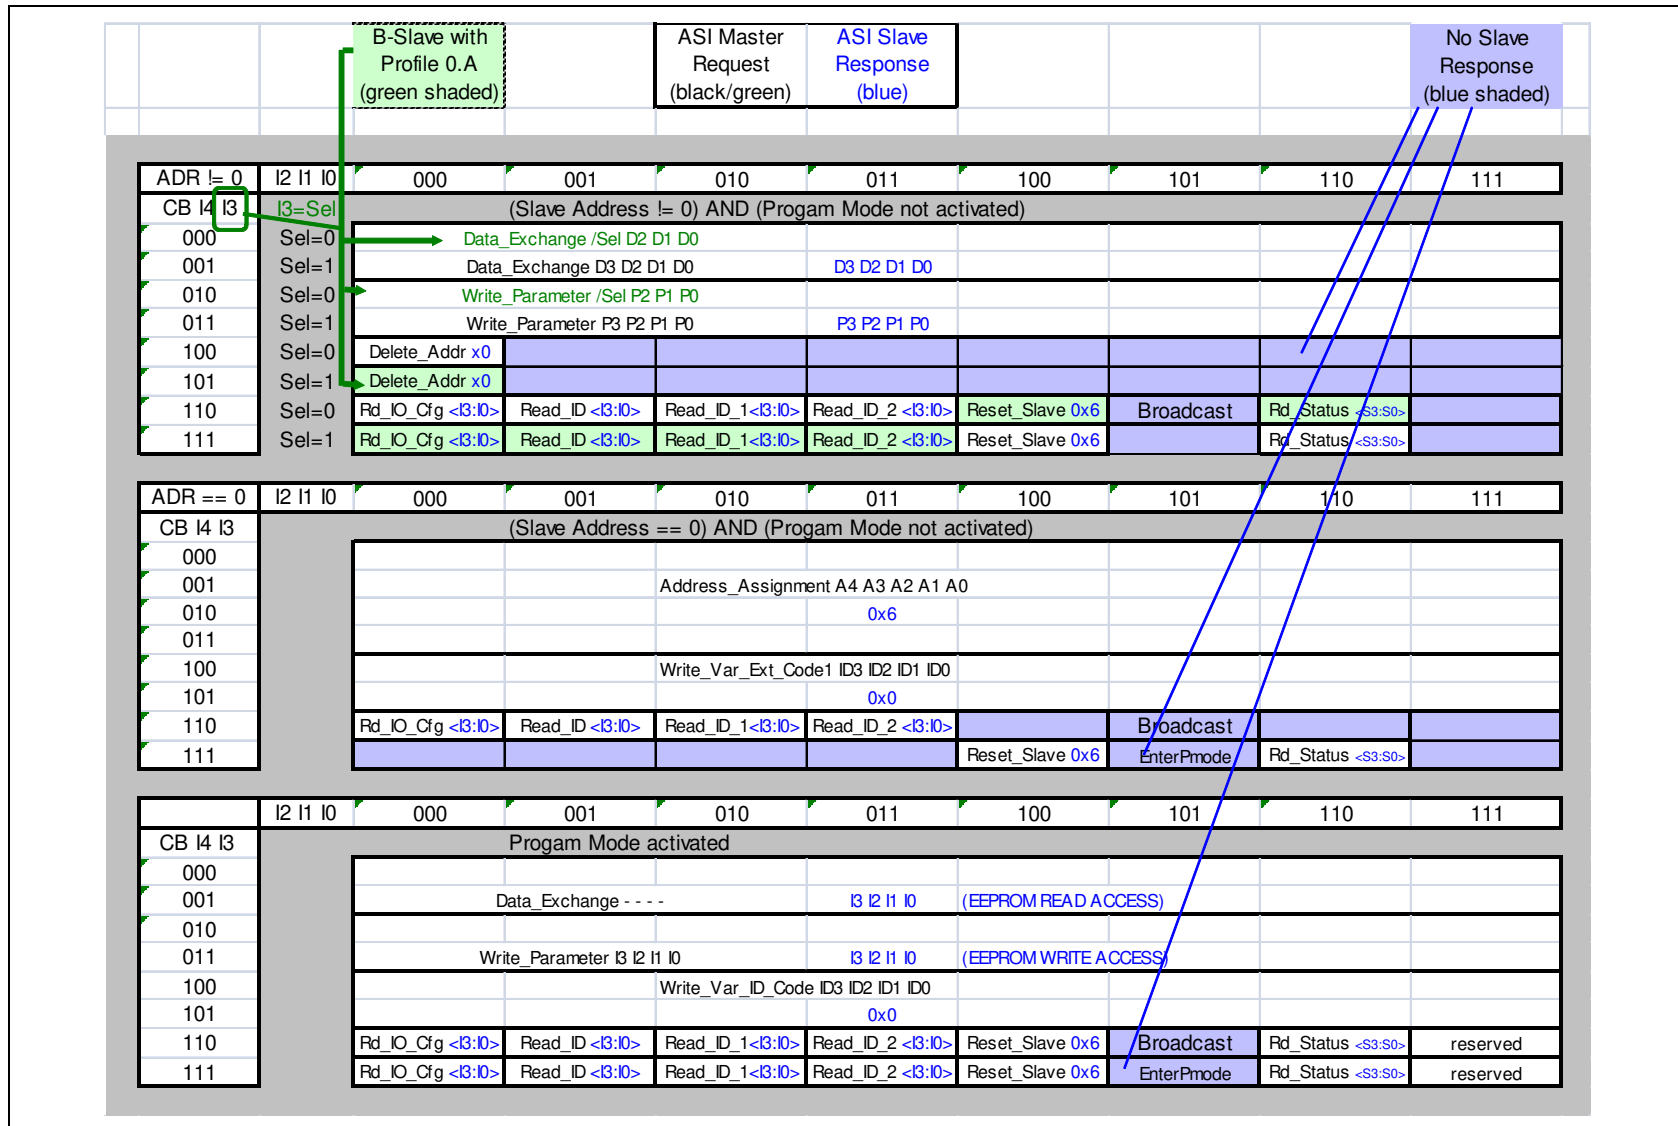 B-Slave with ASI Master ASI Slave No Slave
Profile 0.A Request Response Response
(green shaded) (black/green) (blue) (blue shaded)
ADR != 0 I2 I1 I0 000 001 010 011 100 101 110 111
CB I4 I3 I3=Sel (Slave Address != 0) AND (Progam Mode not activated)
000 Sel=0 Data_Exchange /Sel D2 D1 D0
001 Sel=1 Data_Exchange D3 D2 D1 D0 D3 D2 D1 D0
010 Sel=0 Write_Parameter /Sel P2 P1 P0
011 Sel=1 Write_Parameter P3 P2 P1 P0 P3 P2 P1 P0
100 Sel=0 Delete_Addr x0
101 Sel=1 Delete_Addr x0
110 Sel=0 Rd_IO_Cfg <I3:I0> Read_ID <I3:I0> Read_ID_1<I3:I0> Read_ID_2 <I3:I0> Reset_Slave 0x6 Broadcast Rd_Status <S3:S0>
111 Sel=1 Rd_IO_Cfg <I3:I0> Read_ID <I3:I0> Read_ID_1<I3:I0> Read_ID_2 <I3:I0> Reset_Slave 0x6 Rd_Status <S3:S0>
ADR == 0 I2 I1 I0 000 001 010 011 100 101 110 111
CB I4 I3 (Slave Address == 0) AND (Progam Mode not activated)
000
001 Address_Assignment A4 A3 A2 A1 A0
010 0x6
011
100 Write_Var_Ext_Code1 ID3 ID2 ID1 ID0
101 0x0
110 Rd_IO_Cfg <I3:I0> Read_ID <I3:I0> Read_ID_1<I3:I0> Read_ID_2 <I3:I0> Broadcast
111 Reset_Slave 0x6 EnterPmode Rd_Status <S3:S0>
I2 I1 I0 000 001 010 011 100 101 110 111
CB I4 I3 Progam Mode activated
000
001 Data_Exchange - - - - I3 I2 I1 I0 (EEPROM READ ACCESS)
010
011 Write_Parameter I3 I2 I1 I0 I3 I2 I1 I0 (EEPROM WRITE ACCESS)
100 Write_Var_ID_Code ID3 ID2 ID1 ID0
101 0x0
110 Rd_IO_Cfg <I3:I0> Read_ID <I3:I0> Read_ID_1<I3:I0> Read_ID_2 <I3:I0> Reset_Slave 0x6 Broadcast Rd_Status <S3:S0> reserved
111 Rd_IO_Cfg <I3:I0> Read_ID <I3:I0> Read_ID_1<I3:I0> Read_ID_2 <I3:I0> Reset_Slave 0x6 EnterPmode Rd_Status <S3:S0> reserved